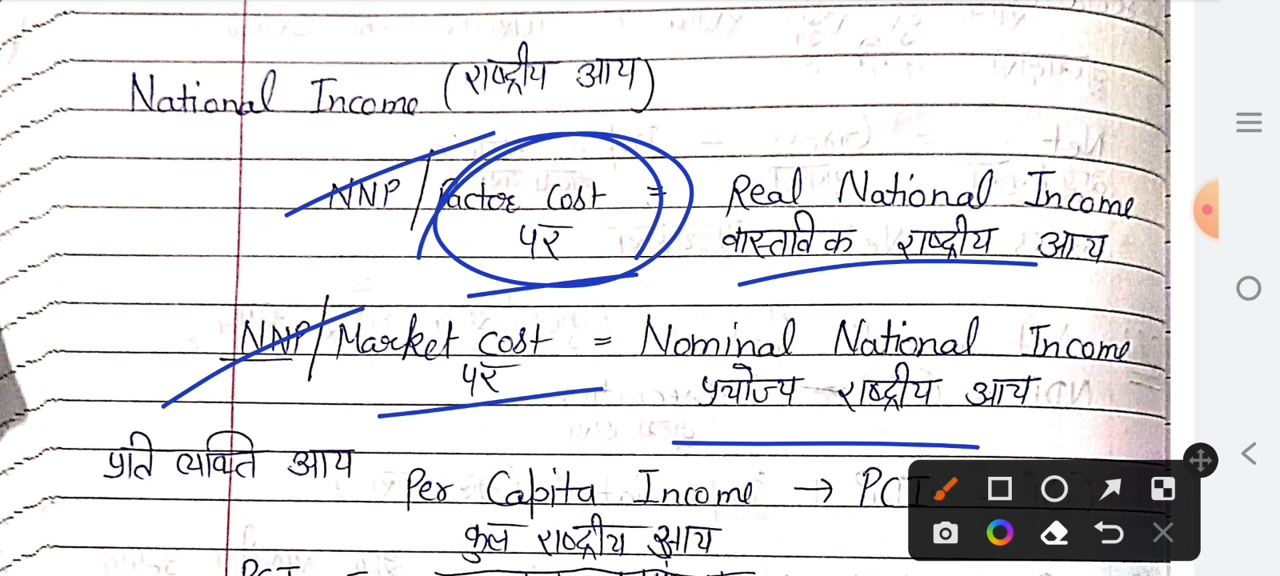 National Income (राष्ट्रीय आय)
NNP / Factor Cost = Real National Income
पर वास्तविक राष्ट्रीय आय
NNP / Market Cost = Nominal National Income
पर प्रयोज्य राष्ट्रीय आय
प्रति व्यक्ति आय
Per Capita Income → PCI
कुल राष्ट्रीय आय
PCI =